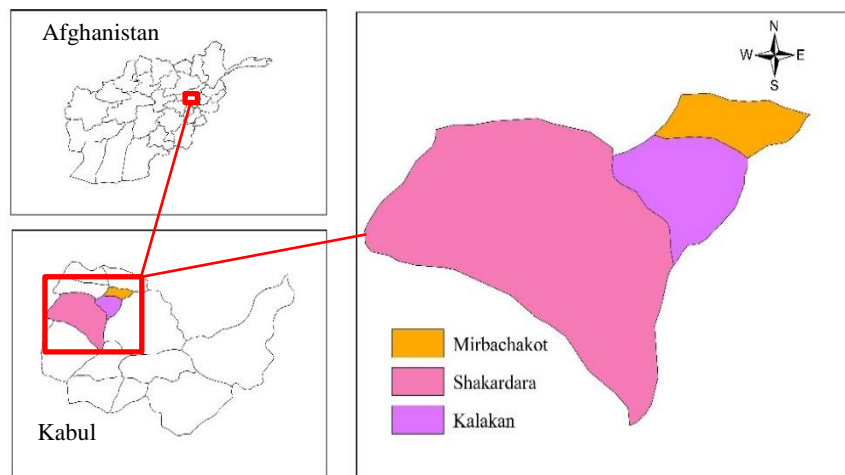 Afghanistan
Kabul
N
W E
S
Mirbachakot
Shakardara
Kalakan